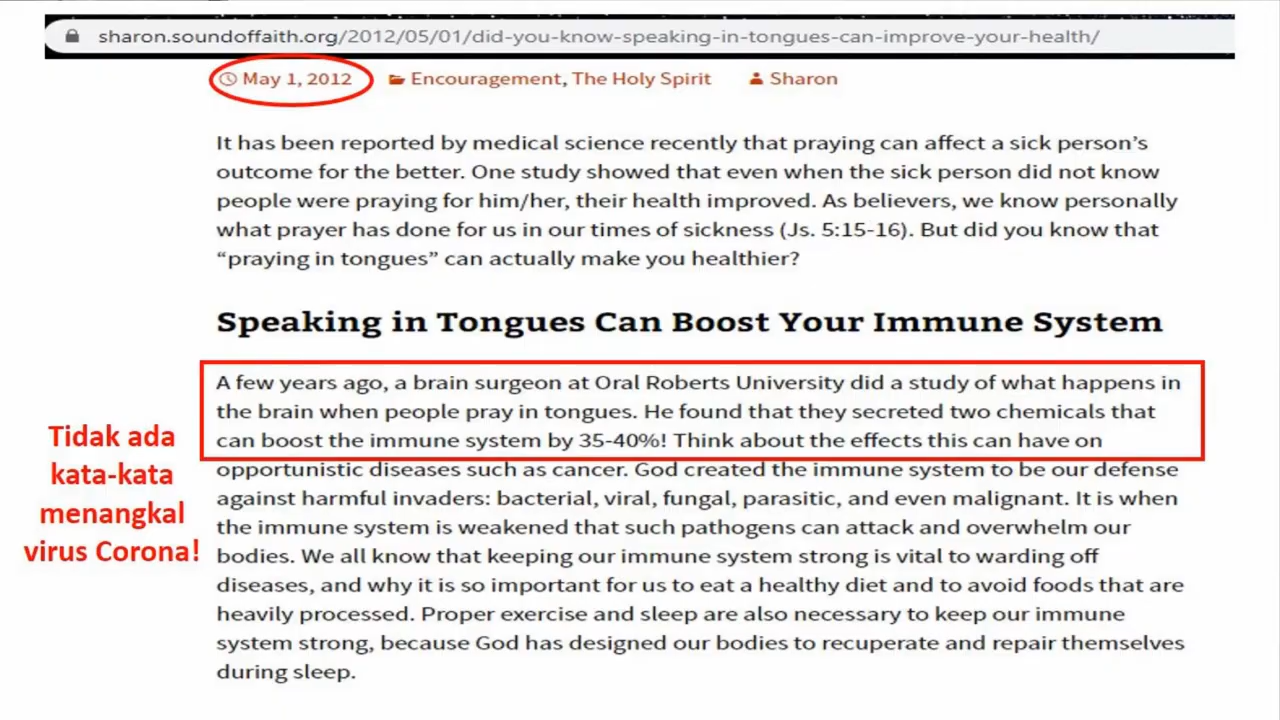 sharon.soundoffaith.org/2012/05/01/did-you-know-speaking-in-tongues-can-improve-your-health/
May 1, 2012 Encouragement, The Holy Spirit Sharon
It has been reported by medical science recently that praying can affect a sick person’s
outcome for the better. One study showed that even when the sick person did not know
people were praying for him/her, their health improved. As believers, we know personally
what prayer has done for us in our times of sickness (Js. 5:15-16). But did you know that
“praying in tongues” can actually make you healthier?
Speaking in Tongues Can Boost Your Immune System
A few years ago, a brain surgeon at Oral Roberts University did a study of what happens in
the brain when people pray in tongues. He found that they secreted two chemicals that
can boost the immune system by 35-40%! Think about the effects this can have on
opportunistic diseases such as cancer. God created the immune system to be our defense
against harmful invaders: bacterial, viral, fungal, parasitic, and even malignant. It is when
the immune system is weakened that such pathogens can attack and overwhelm our
bodies. We all know that keeping our immune system strong is vital to warding off
diseases, and why it is so important for us to eat a healthy diet and to avoid foods that are
heavily processed. Proper exercise and sleep are also necessary to keep our immune
system strong, because God has designed our bodies to recuperate and repair themselves
during sleep.
Tidak ada
kata-kata
menangkal
virus Corona!